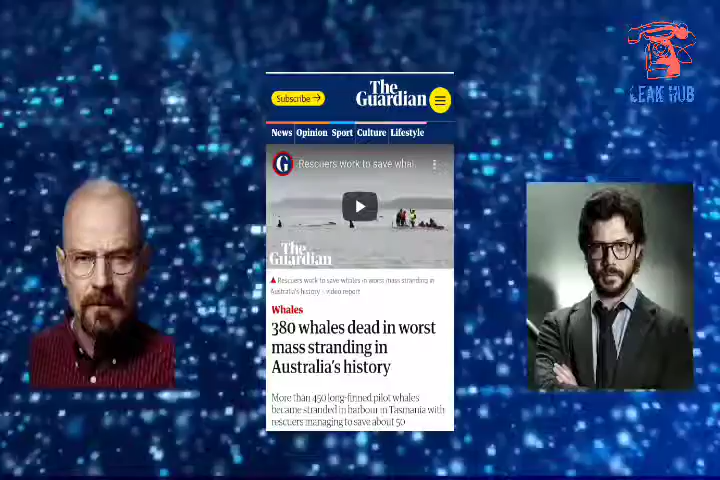 LEAK HUB
Subscribe →
The Guardian
News Opinion Sport Culture Lifestyle
G Rescuers work to save whal.
The Guardian
Rescuers work to save whales in worst mass stranding in
Australia's history - video report
Whales
380 whales dead in worst
mass stranding in
Australia's history
More than 450 long-finned pilot whales
became stranded in harbour in Tasmania with
rescuers managing to save about 50